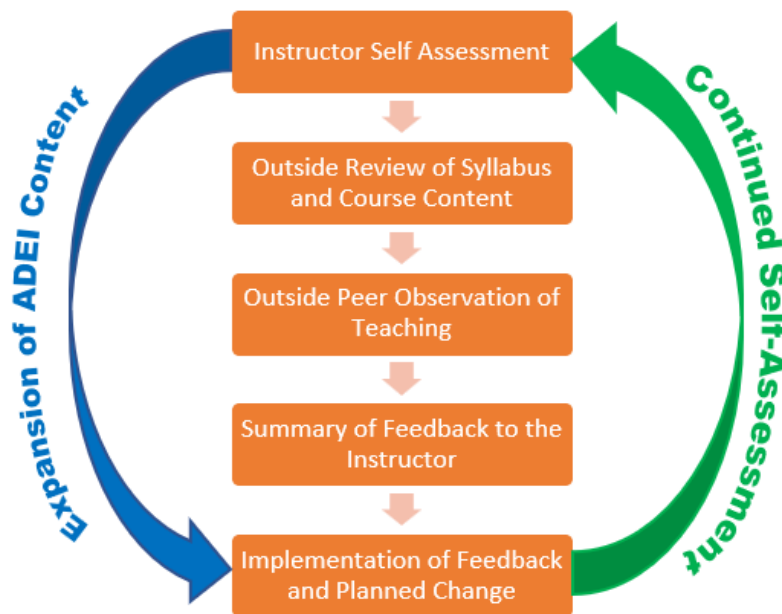 Instructor Self Assessment
Outside Review of Syllabus
and Course Content
Outside Peer Observation of
Teaching
Summary of Feedback to the
Instructor
Implementation of Feedback
and Planned Change
Expansion of ADEI Content
Continued Self-Assessment